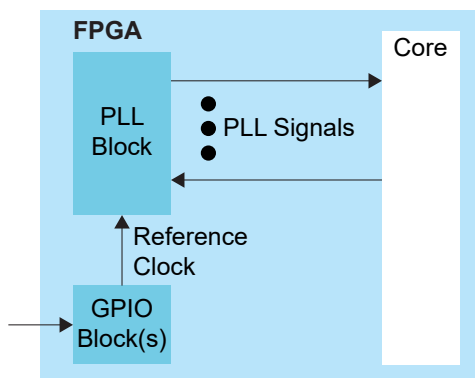 FPGA
Core
PLL
Block
PLL Signals
Reference
Clock
GPIO
Block(s)